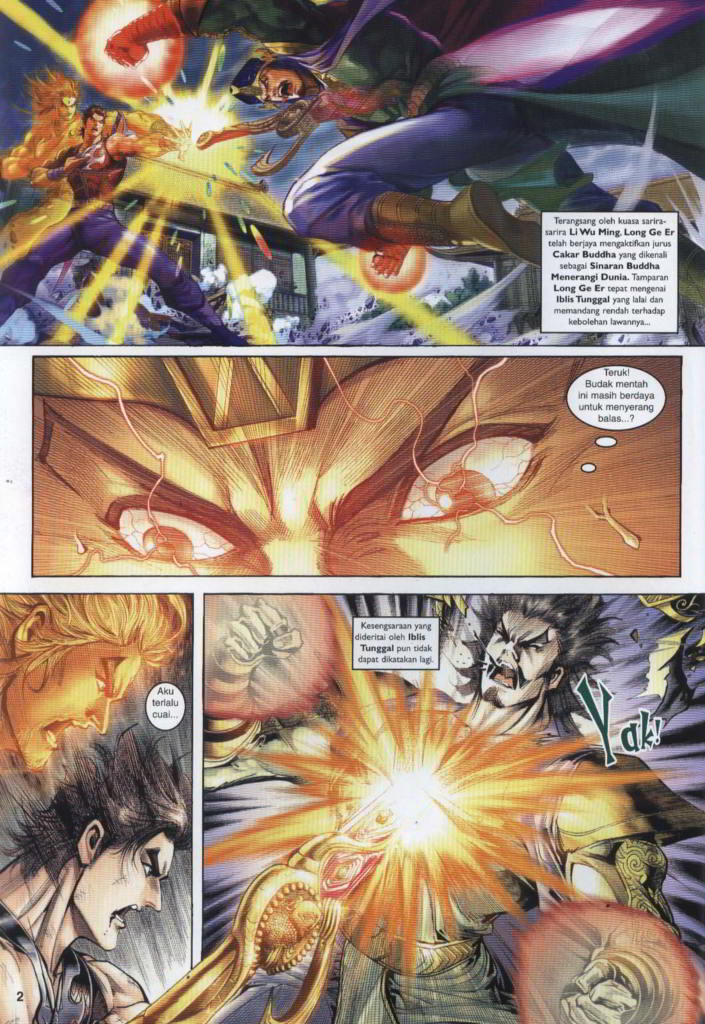 Terangsang oleh kuasa sarira-
sarira Li Wu Ming, Long Ge Er
telah berjaya mengaktifkan jurus
Cakar Buddha yang dikenali
sebagai Sinaran Buddha
Menerangi Dunia. Tamparan
Long Ge Er tepat mengenai
Iblis Tunggal yang lalai dan
memandang rendah terhadap
kebolehan lawannya...
Teruk!
Budak mentah
ini masih berdaya
untuk menyerang
balas...?
Aku
terlalu
cuai...
Kesengsaraan yang
dideritai oleh Iblis
Tunggal pun tidak
dapat dikatakan lagi.
Yak!
2